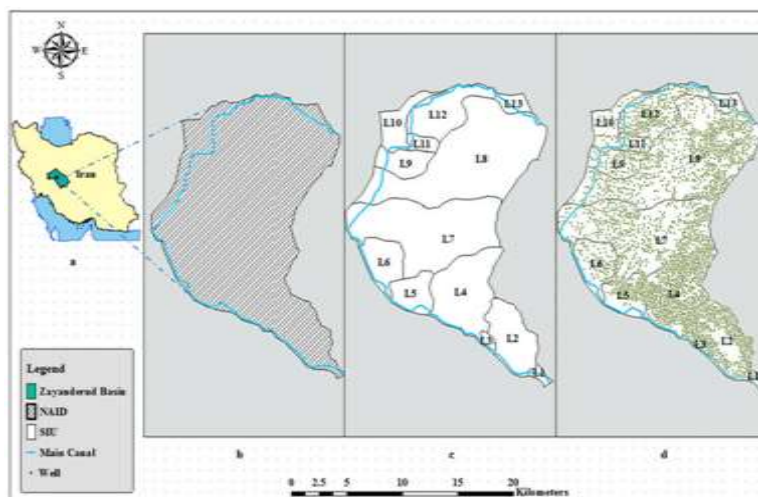 N
W E
S
Iran
a
L10
L12
L13
L11
L9
L8
L7
L6
L5
L4
L3
L2
L1
L10
L12
L13
L11
L9
L8
L7
L6
L5
L4
L3
L2
L1
Legend
Zayanderud Basin
NAID
SIU
Main Canal
Well
b
c
d
0 2.5 5 10 15 20
Kilometers